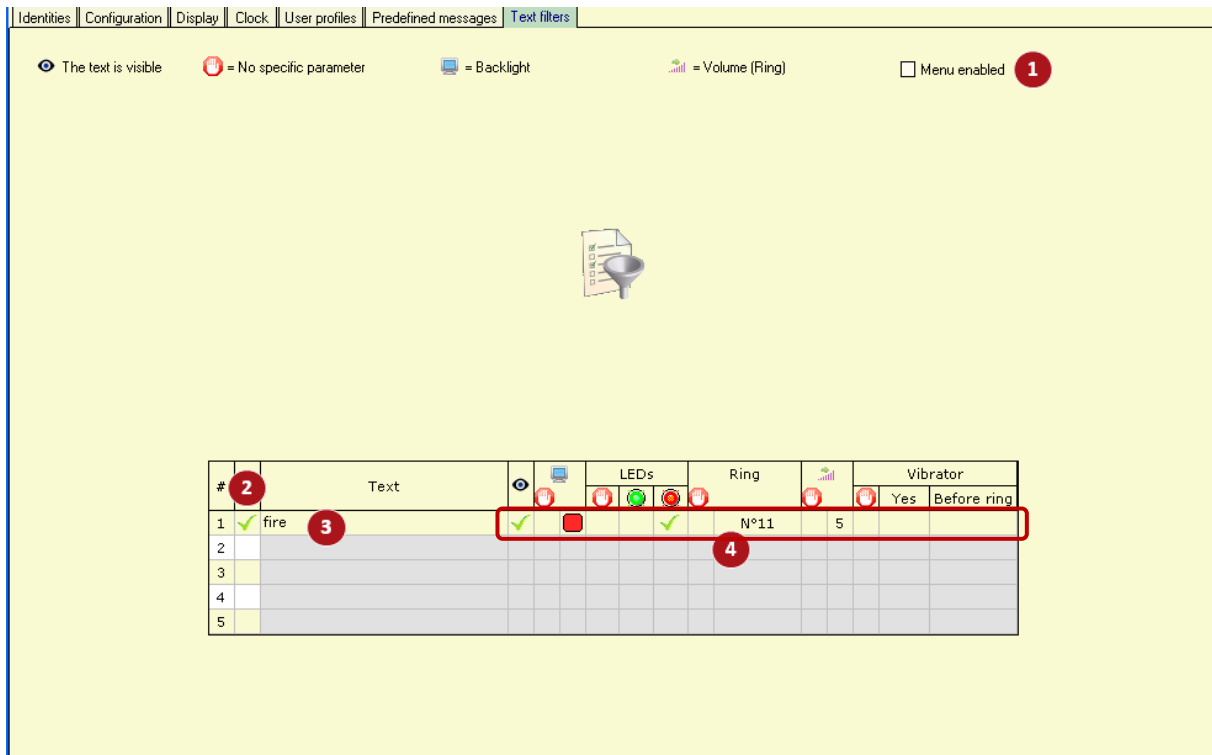 Identities Configuration Display Clock User profiles Predefined messages Text filters
The text is visible = No specific parameter = Backlight = Volume (Ring) Menu enabled 1
# 2 Text LEDs Ring Vibrator
Yes Before ring
1 fire 3 N°11 5
2 4
3
4
5